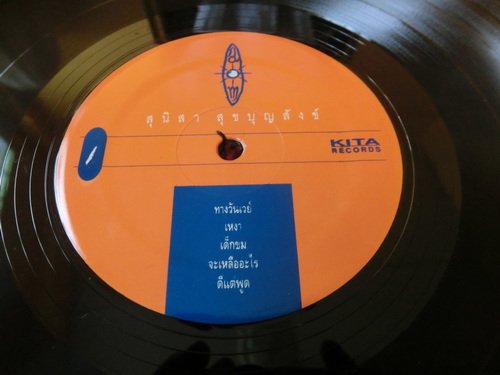 สุนิสา สุขบุญสังข์
KITA
RECORDS
1
ทางวันเวย์
เหงา
เด็กขม
จะเหลืออะไร
ดีแตพูด